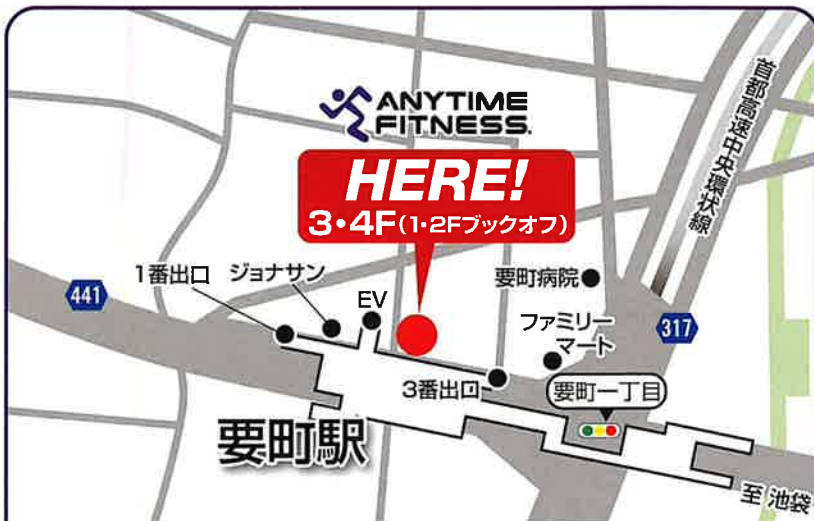 ANYTIME
FITNESS.
HERE!
3・4F(1・2Fブックオフ)
首都高速中央環状線
1番出口
ジョナサン
EV
要町病院
441
ファミリー
マート
317
3番出口
要町一丁目
要町駅
至 池袋